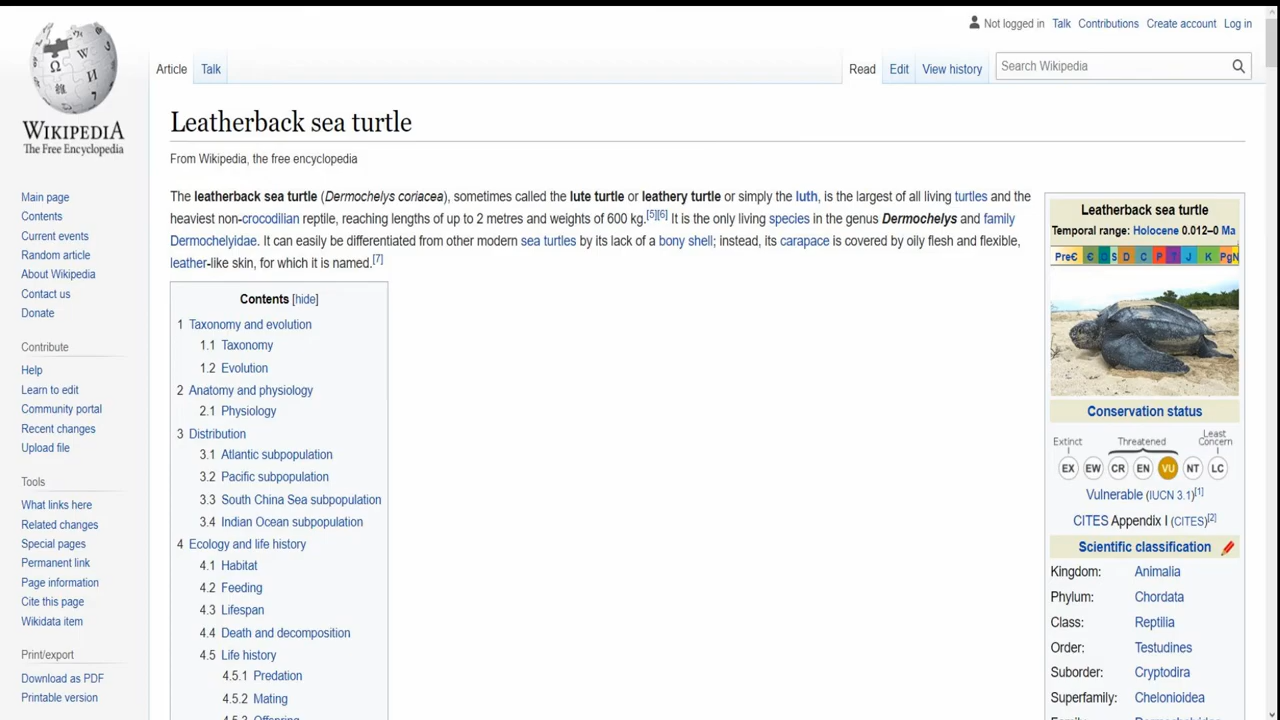 Not logged in Talk Contributions Create account Log in
Article Talk Read Edit View history Search Wikipedia
WIKIPEDIA
The Free Encyclopedia
Main page
Contents
Current events
Random article
About Wikipedia
Contact us
Donate
Contribute
Help
Learn to edit
Community portal
Recent changes
Upload file
Tools
What links here
Related changes
Special pages
Permanent link
Page information
Cite this page
Wikidata item
Print/export
Download as PDF
Printable version
Leatherback sea turtle
From Wikipedia, the free encyclopedia
The leatherback sea turtle (Dermochelys coriacea), sometimes called the lute turtle or leathery turtle or simply the luth, is the largest of all living turtles and the
heaviest non-crocodilian reptile, reaching lengths of up to 2 metres and weights of 600 kg.[5][6] It is the only living species in the genus Dermochelys and family
Dermochelyidae. It can easily be differentiated from other modern sea turtles by its lack of a bony shell; instead, its carapace is covered by oily flesh and flexible,
leather-like skin, for which it is named.[7]
Contents [hide]
1 Taxonomy and evolution
1.1 Taxonomy
1.2 Evolution
2 Anatomy and physiology
2.1 Physiology
3 Distribution
3.1 Atlantic subpopulation
3.2 Pacific subpopulation
3.3 South China Sea subpopulation
3.4 Indian Ocean subpopulation
4 Ecology and life history
4.1 Habitat
4.2 Feeding
4.3 Lifespan
4.4 Death and decomposition
4.5 Life history
4.5.1 Predation
4.5.2 Mating
4.5.3 Offspring
Leatherback sea turtle
Temporal range: Holocene 0.012–0 Ma
PreЄ Є O S D C P T J K PgN
Conservation status
Extinct Threatened Least Concern
EX EW CR EN VU NT LC
Vulnerable (IUCN 3.1)[1]
CITES Appendix I (CITES)[2]
Scientific classification
Kingdom: Animalia
Phylum: Chordata
Class: Reptilia
Order: Testudines
Suborder: Cryptodira
Superfamily: Chelonioidea